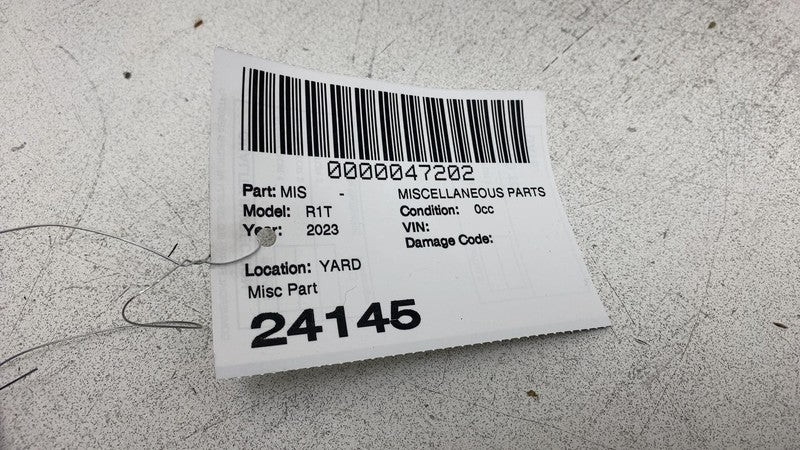 0000047202
Part: MIS - MISCELLANEOUS PARTS
Model: R1T Condition: 0cc
Year: 2023 VIN:
Damage Code:
Location: YARD
Misc Part
24145